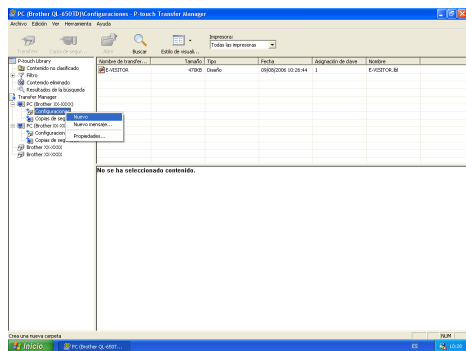 PC (Brother QL-650TD)\Configuraciones - P-touch Transfer Manager
Archivo Edición Ver Herramienta Ayuda
Impresora:
Todas las impresoras
Transferir Copia de segur... Abrir Buscar Estilo de visuali...
P-touch Library
Contenido no clasificado
Filtro
Contenido eliminado
Resultados de la búsqueda
Transfer Manager
PC (Brother XX-XXXX)
Configuraciones
Copias de seg
PC (Brother XX-XX
Configuracion
Copias de seg
Brother XX-XXXX
Brother XX-XXXX
Nuevo
Nuevo mensaje...
Propiedades...
Nombre de transfer... Tamaño Tipo Fecha Asignación de clave Nombre
E-VISITOR 470KB Diseño 09/08/2006 10:26:44 1 E-VISITOR.lbl
No se ha seleccionado contenido.
Crea una nueva carpeta
NUM
Inicio PC (Brother QL-650T... ES 10:28